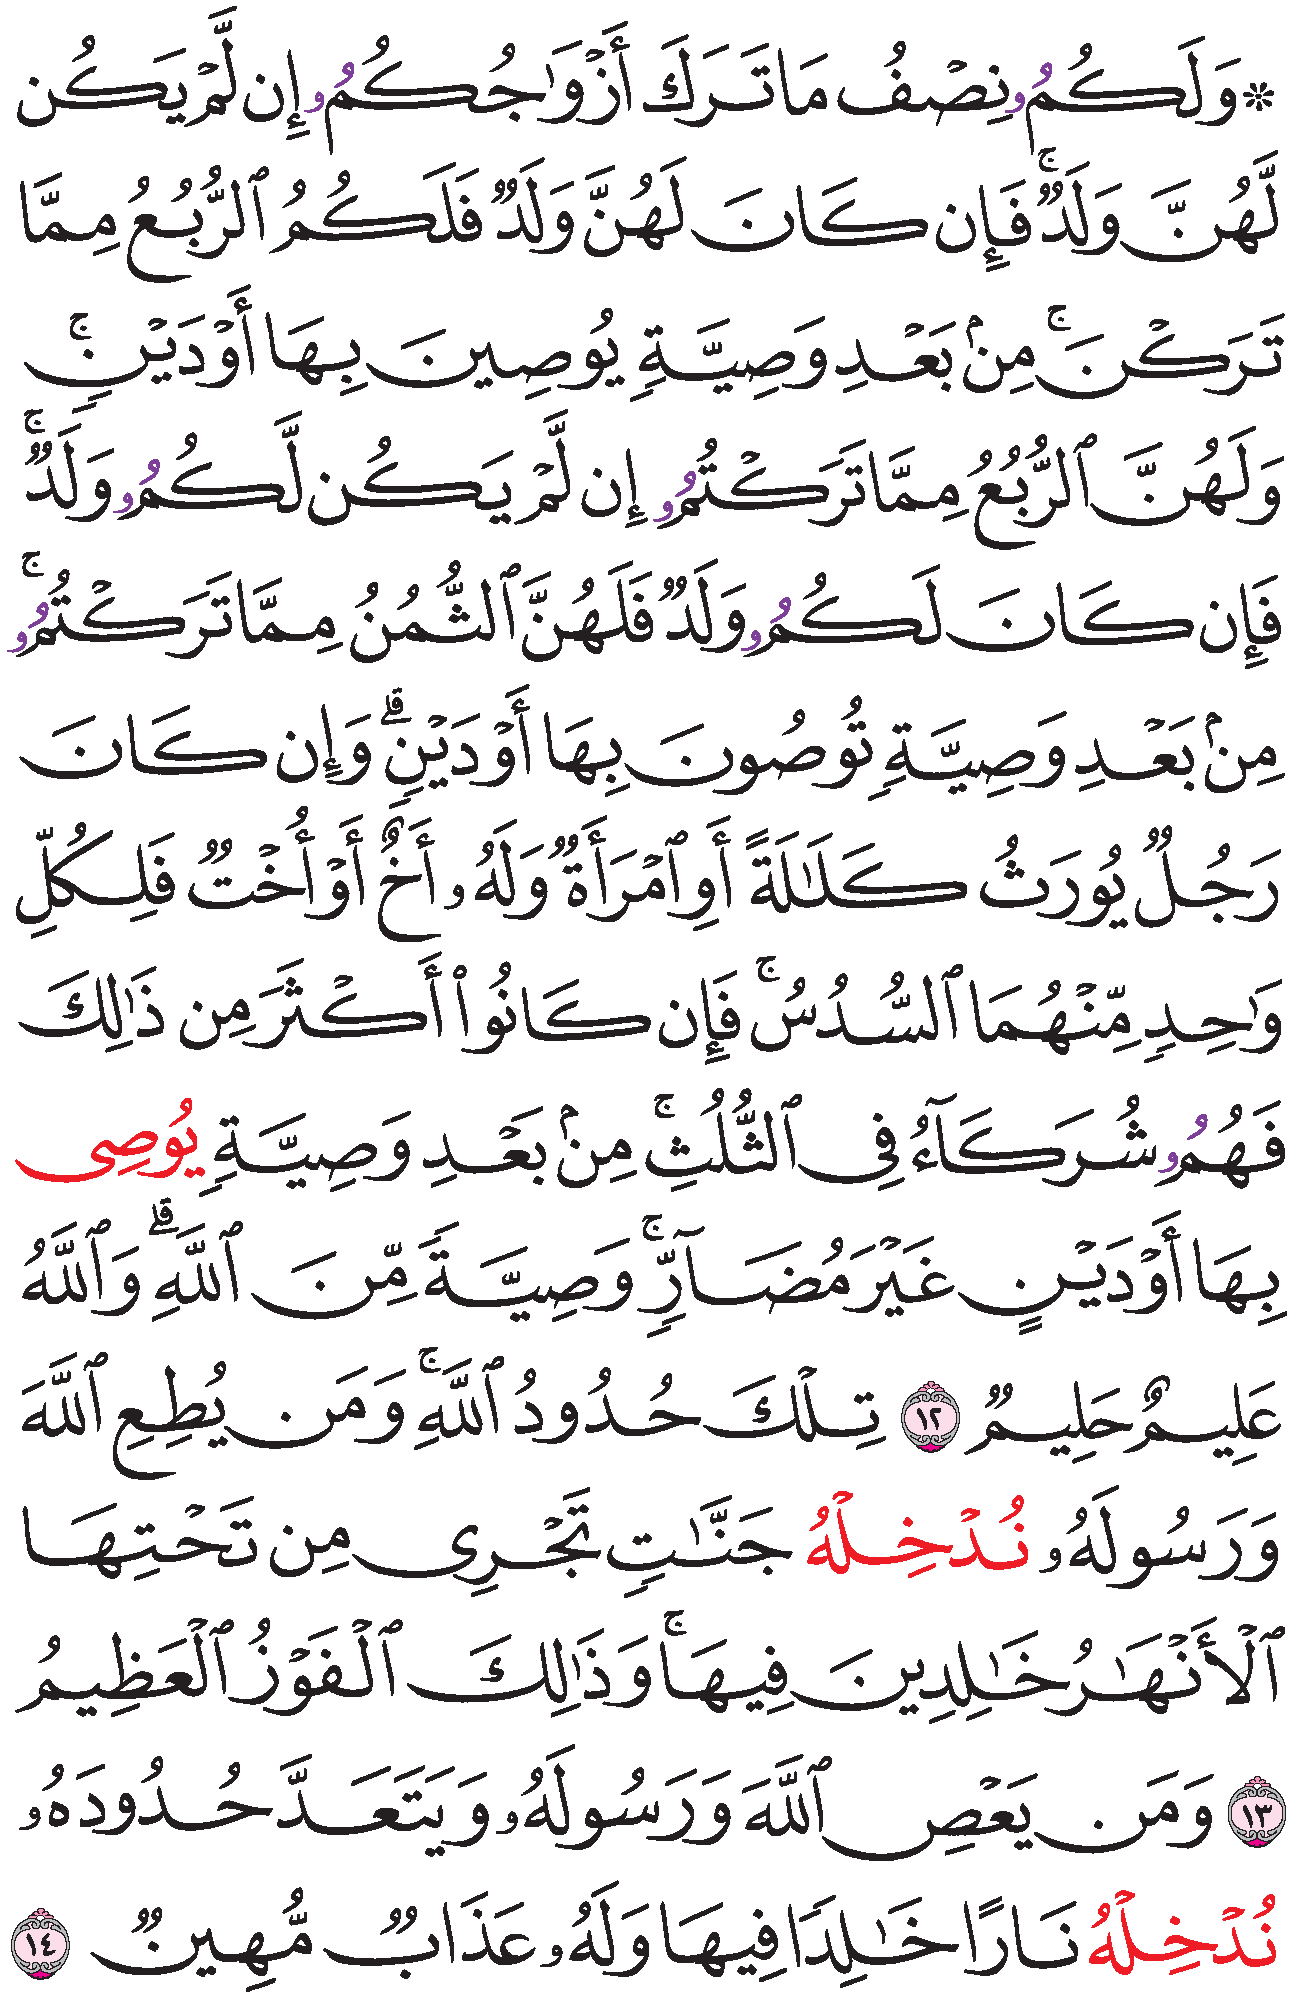 ۞وَلَكُمُۥ نِصۡفُ مَا تَرَكَ أَزۡوَٰجُكُمُۥ إِن لَّمۡ يَكُن
لَّهُنَّ وَلَدٞۚ فَإِن كَانَ لَهُنَّ وَلَدٞ فَلَكُمُ ٱلرُّبُعُ مِمَّا
تَرَكۡنَۚ مِنۢ بَعۡدِ وَصِيَّةٖ يُوصِينَ بِهَا أَوۡ دَيۡنٖۚ
وَلَهُنَّ ٱلرُّبُعُ مِمَّا تَرَكۡتُمُۥ إِن لَّمۡ يَكُن لَّكُمُۥ وَلَدٞۚ
فَإِن كَانَ لَكُمُۥ وَلَدٞ فَلَهُنَّ ٱلثُّمُنُ مِمَّا تَرَكۡتُمُۥۚ
مِنۢ بَعۡدِ وَصِيَّةٖ تُوصُونَ بِهَا أَوۡ دَيۡنٖۗ وَإِن كَانَ
رَجُلٞ يُورَثُ كَلَٰلَةً أَوِ ٱمۡرَأَةٞ وَلَهُۥ أَخٌ أَوۡ أُخۡتٞ فَلِكُلِّ
وَٰحِدٖ مِّنۡهُمَا ٱلسُّدُسُۚ فَإِن كَانُوٓاْ أَكۡثَرَ مِن ذَٰلِكَ
فَهُمُۥ شُرَكَآءُ فِي ٱلثُّلُثِۚ مِنۢ بَعۡدِ وَصِيَّةٖ يُوصِي
بِهَا أَوۡ دَيۡنٍ غَيۡرَ مُضَآرّٖۚ وَصِيَّةٗ مِّنَ ٱللَّهِۗ وَٱللَّهُ
عَلِيمٌ حَلِيمٞ ١٢ تِلۡكَ حُدُودُ ٱللَّهِۚ وَمَن يُطِعِ ٱللَّهَ
وَرَسُولَهُۥ نُدۡخِلۡهُ جَنَّٰتٖ تَجۡرِي مِن تَحۡتِهَا
ٱلۡأَنۡهَٰرُ خَٰلِدِينَ فِيهَاۚ وَذَٰلِكَ ٱلۡفَوۡزُ ٱلۡعَظِيمُ
١٣ وَمَن يَعۡصِ ٱللَّهَ وَرَسُولَهُۥ وَيَتَعَدَّ حُدُودَهُۥ
نُدۡخِلۡهُ نَارًا خَٰلِدٗا فِيهَا وَلَهُۥ عَذَابٞ مُّهِينٞ ١٤